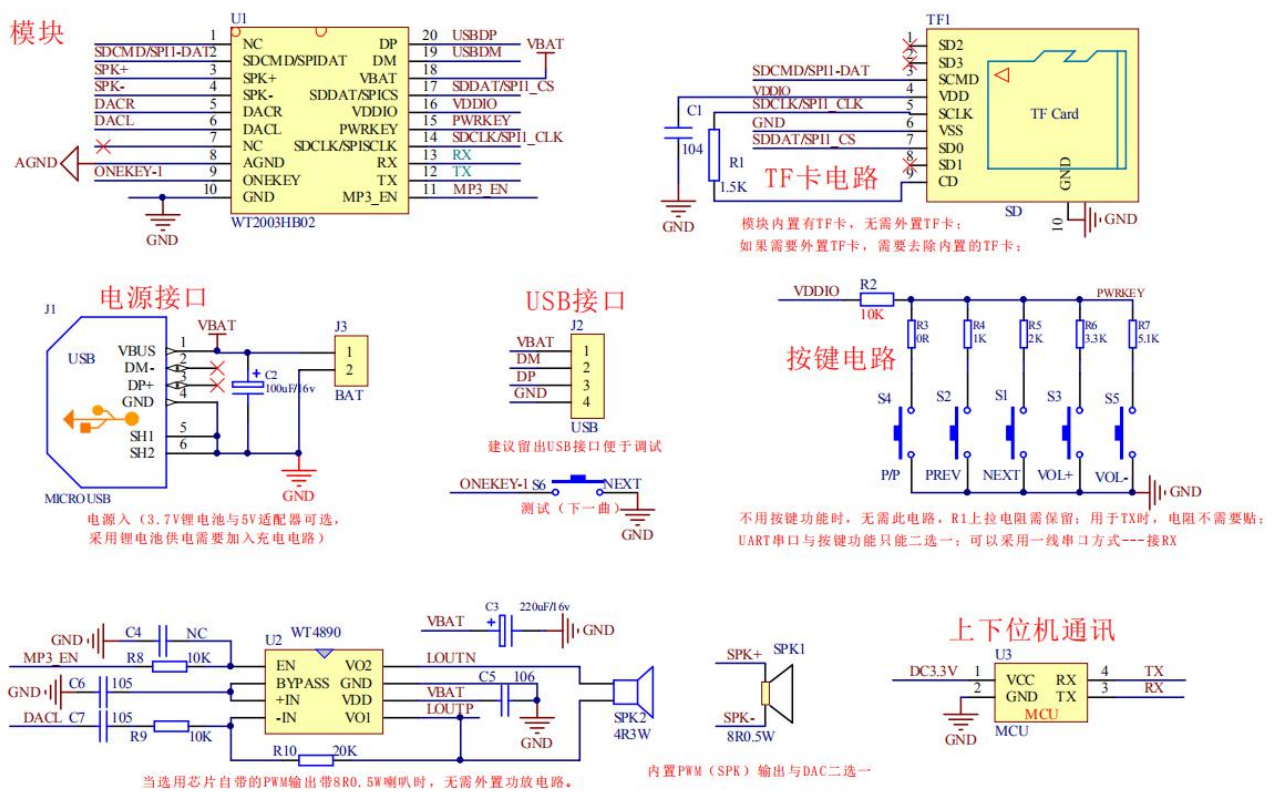 模块
U1
1 NC DP 20 USBDP
SDCMD/SPI1-DAT 2 SDCMD/SPIDAT DM 19 USBDM
SPK+ 3 SPK+ VBAT 18 VBAT
SPK- 4 SPK- SDDAT/SPICS 17 SDDAT/SPI1_CS
DACR 5 DACR VDDIO 16 VDDIO
DACL 6 DACL PWRKEY 15 PWRKEY
7 NC SDCLK/SPISCLK 14 SDCLK/SPI1_CLK
AGND 8 AGND RX 13 RX
ONEKEY-1 9 ONEKEY TX 12 TX
10 GND MP3_EN 11 MP3_EN
GND
WT2003HB02
TF1
1 SD2
2 SD3
SDCMD/SPI1-DAT 3 SCMD
VDDIO 4 VDD
SDCLK/SPI1_CLK 5 SCLK
GND 6 VSS
SDDAT/SPI1_CS 7 SD0
8 SD1
9 CD
TF Card
GND
SD
10
GND
C1
104
R1
1.5K
GND
TF卡电路
模块内置有TF卡，无需外置TF卡；
如果需要外置TF卡，需要去除内置的TF卡；
电源接口
J1
USB
VBUS 1
DM- 2
DP+ 3
GND 4
SH1 5
SH2 6
MICROUSB
VBAT
C2
100uF/16v
J3
1
2
BAT
GND
电源入（3.7V锂电池与5V适配器可选，
采用锂电池供电需要加入充电电路）
USB接口
J2
VBAT 1
DM 2
DP 3
GND 4
USB
建议留出USB接口便于调试
ONEKEY-1 S6 NEXT
测试（下一曲）
GND
VDDIO R2 PWRKEY
10K
R3 R4 R5 R6 R7
0R 1K 2K 3.3K 5.1K
按键电路
S4 S2 S1 S3 S5
P/P PREV NEXT VOL+ VOL-
GND
不用按键功能时，无需此电路，R1上拉电阻需保留；用于TX时，电阻不需要贴；
UART串口与按键功能只能二选一；可以采用一线串口方式---接RX
GND C4 NC
MP3_EN R8 10K
GND C6 105
DACL C7 105
R9 10K
R10 20K
U2 WT4890
EN VO2
BYPASS GND
+IN VDD
-IN VO1
VBAT C3 220uF/16v GND
LOUTN
VBAT C5 106
LOUTP
GND
SPK2
4R3W
当选用芯片自带的PWM输出带8R0.5W喇叭时，无需外置功放电路。
SPK+ SPK1
SPK-
8R0.5W
内置PWM（SPK）输出与DAC二选一
上下位机通讯
U3
DC3.3V 1 VCC RX 4 TX
2 GND TX 3 RX
MCU
GND
MCU